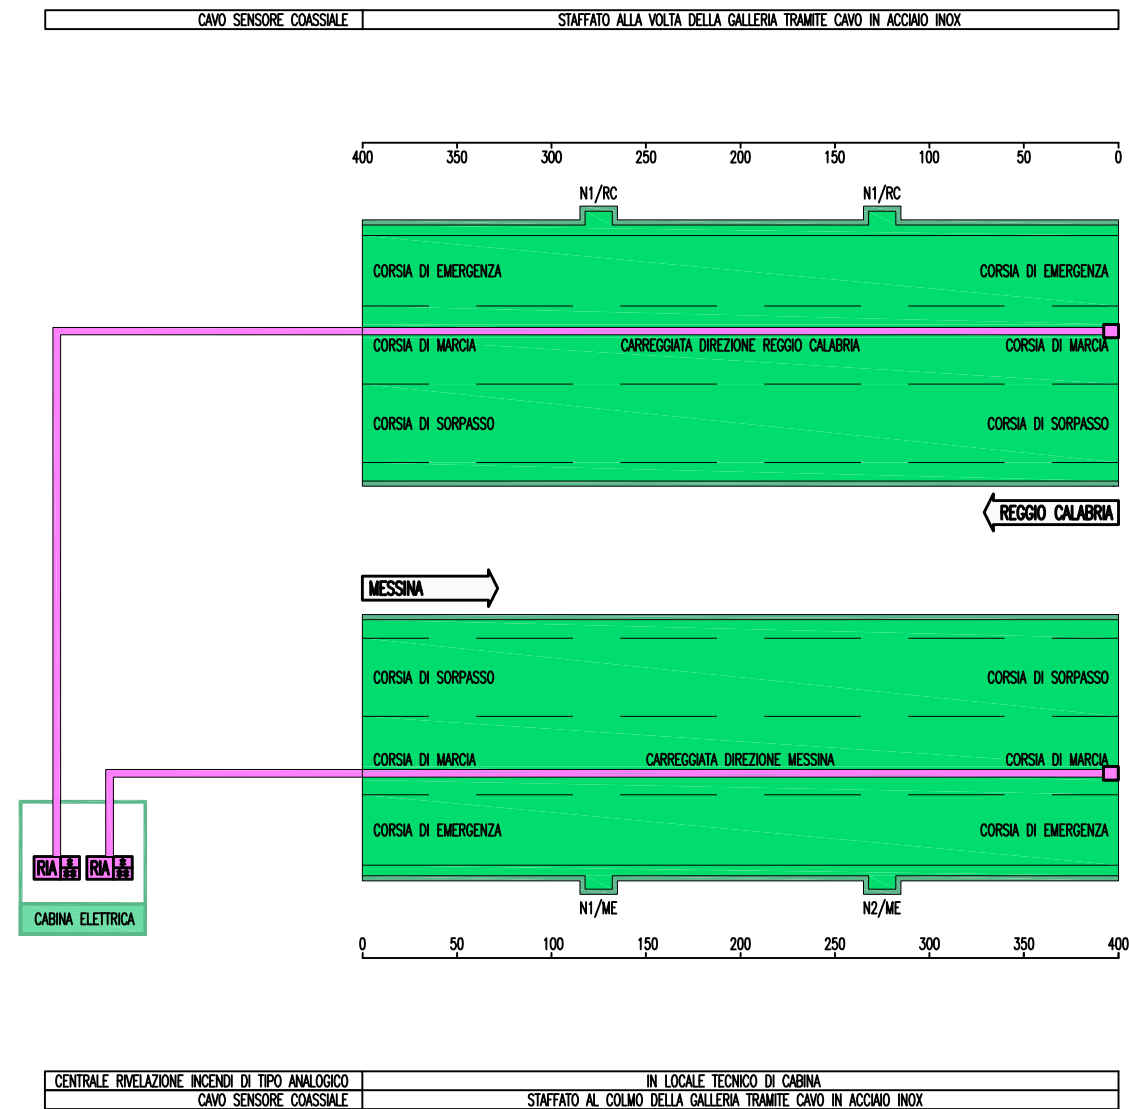 CAVO SENSORE COASSIALE STAFFATO ALLA VOLTA DELLA GALLERIA TRAMITE CAVO IN ACCIAIO INOX
400 350 300 250 200 150 100 50 0
N1/RC N1/RC
CORSIA DI EMERGENZA CORSIA DI EMERGENZA
CORSIA DI MARCIA CARREGGIATA DIREZIONE REGGIO CALABRIA CORSIA DI MARCIA
CORSIA DI SORPASSO CORSIA DI SORPASSO
REGGIO CALABRIA
MESSINA
CORSIA DI SORPASSO CORSIA DI SORPASSO
CORSIA DI MARCIA CARREGGIATA DIREZIONE MESSINA CORSIA DI MARCIA
CORSIA DI EMERGENZA CORSIA DI EMERGENZA
RIA RIA
CABINA ELETTRICA
N1/ME N2/ME
0 50 100 150 200 250 300 350 400
CENTRALE RIVELAZIONE INCENDI DI TIPO ANALOGICO IN LOCALE TECNICO DI CABINA
CAVO SENSORE COASSIALE STAFFATO AL COLMO DELLA GALLERIA TRAMITE CAVO IN ACCIAIO INOX